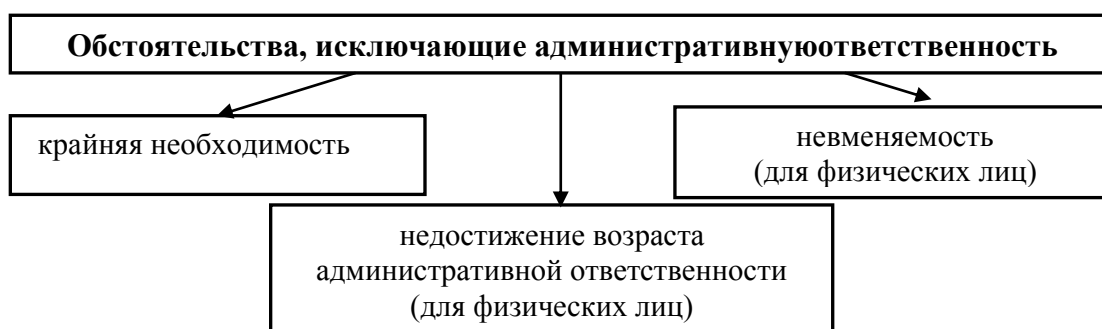 Обстоятельства, исключающие административнуюответственность
крайняя необходимость
невменяемость
(для физических лиц)
недостижение возраста
административной ответственности
(для физических лиц)